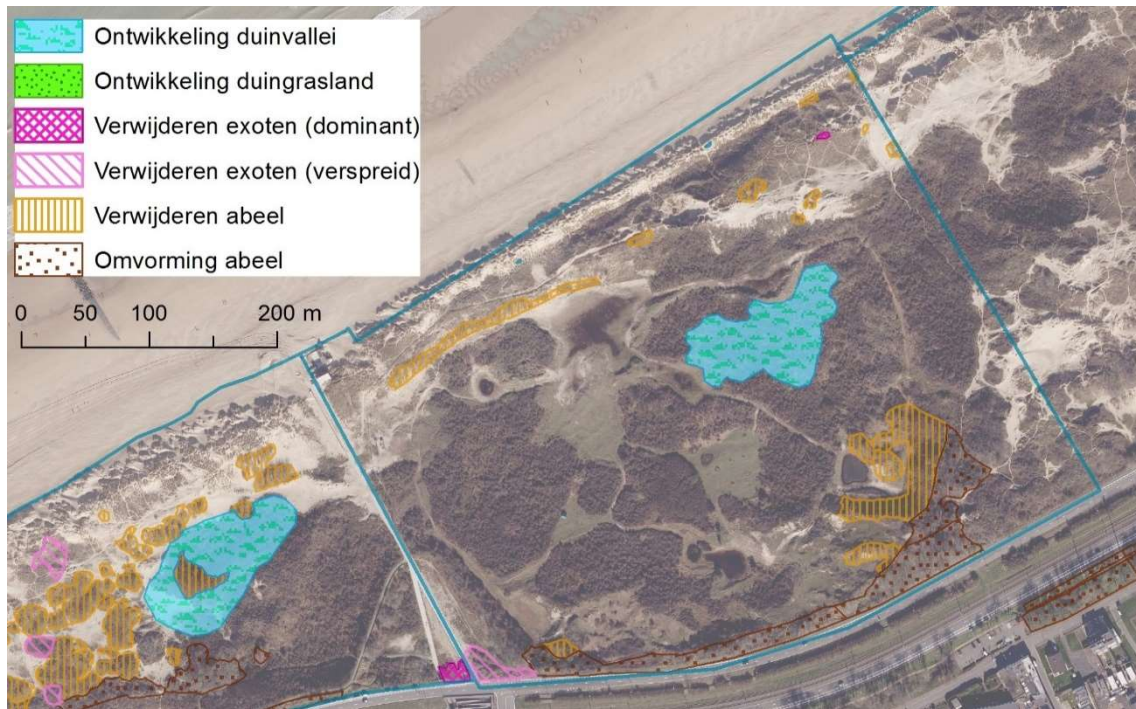 Ontwikkeling duinvallei
Ontwikkeling duingrasland
Verwijderen exoten (dominant)
Verwijderen exoten (verspreid)
Verwijderen abeel
Omvorming abeel
0 50 100 200 m